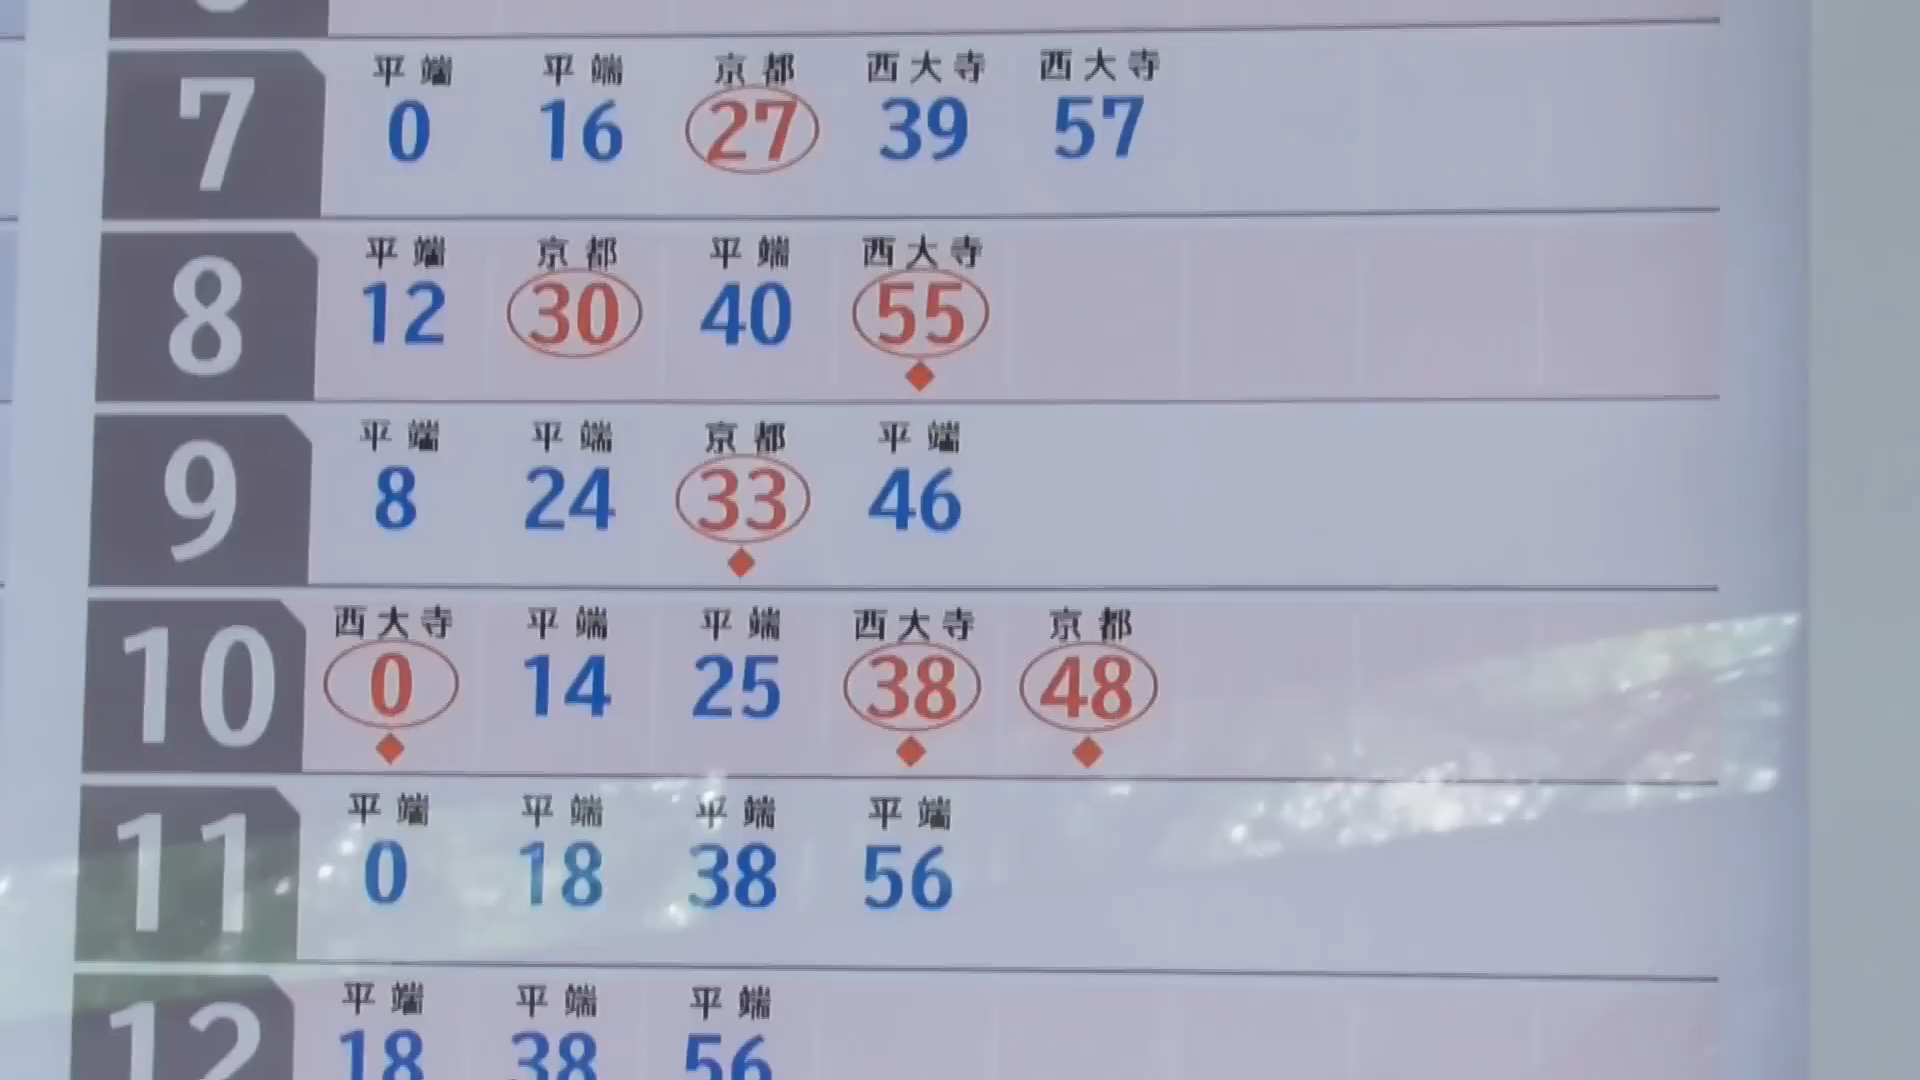 7 平端 平端 京都 西大寺 西大寺
0 16 27 39 57
8 平端 京都 平端 西大寺
12 30 40 55
9 平端 平端 京都 平端
8 24 33 46
10 西大寺 平端 平端 西大寺 京都
0 14 25 38 48
11 平端 平端 平端 平端
0 18 38 56
12 平端 平端 平端
18 38 56